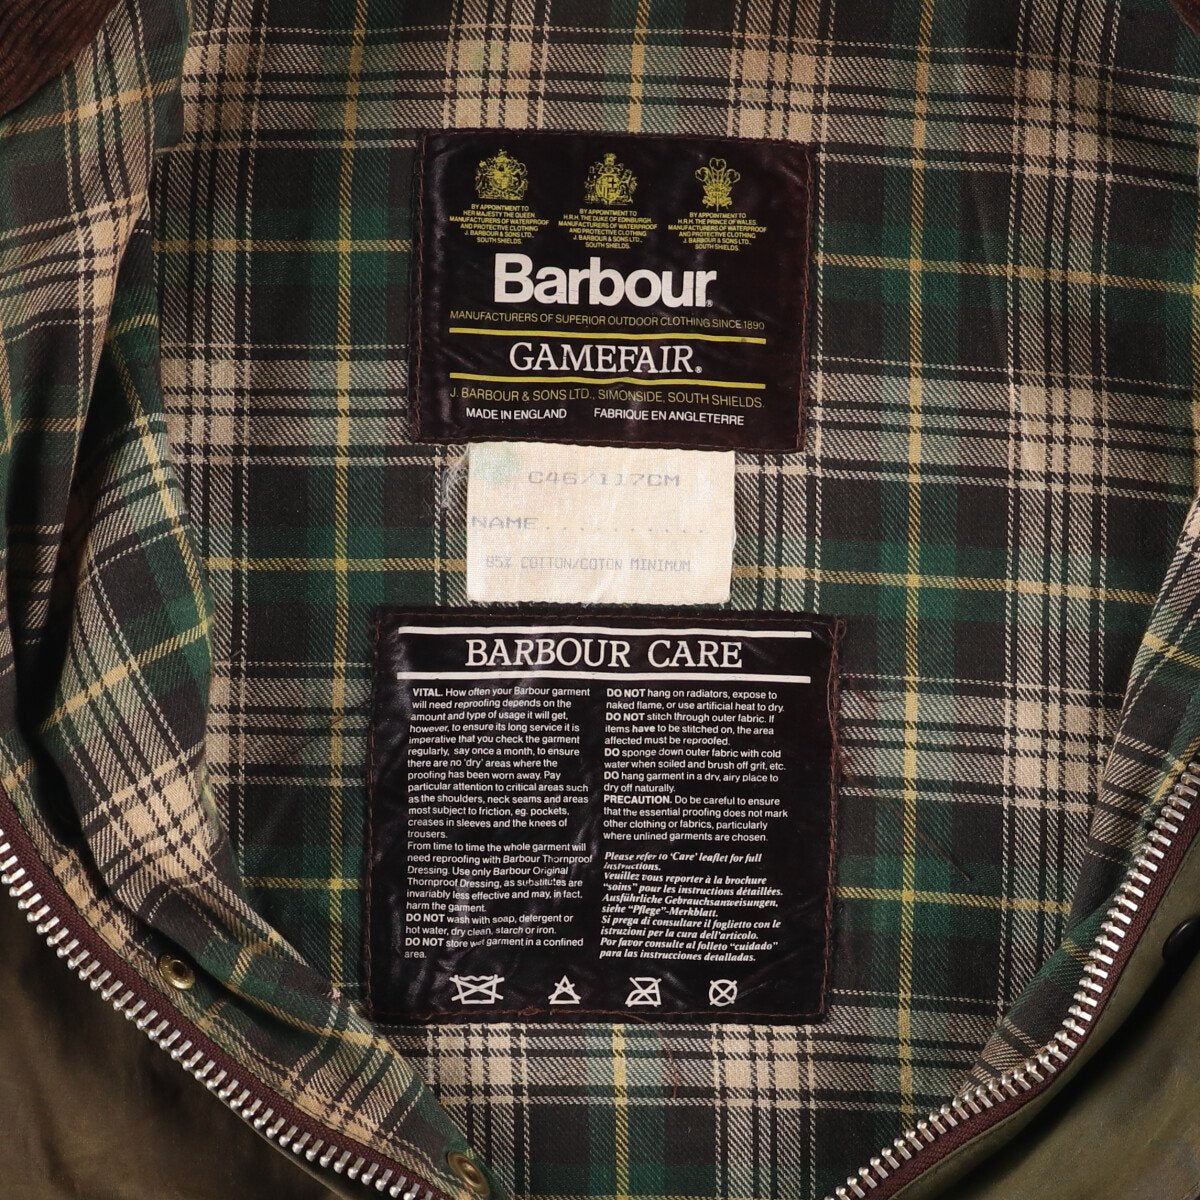 BY APPOINTMENT TO
HER MAJESTY THE QUEEN
MANUFACTURERS OF WATERPROOF
AND PROTECTIVE CLOTHING
J. BARBOUR & SONS LTD.,
SOUTH SHIELDS.
BY APPOINTMENT TO
H.R.H. THE DUKE OF EDINBURGH
MANUFACTURERS OF WATERPROOF
AND PROTECTIVE CLOTHING
J. BARBOUR & SONS LTD.,
SOUTH SHIELDS.
BY APPOINTMENT TO
H.R.H. THE PRINCE OF WALES
MANUFACTURERS OF WATERPROOF
AND PROTECTIVE CLOTHING
J. BARBOUR & SONS LTD.,
SOUTH SHIELDS.
Barbour®
MANUFACTURERS OF SUPERIOR OUTDOOR CLOTHING SINCE 1890
GAMEFAIR®
J. BARBOUR & SONS LTD., SIMONSIDE, SOUTH SHIELDS.
MADE IN ENGLAND FABRIQUE EN ANGLETERRE
C46/117CM
NAME..........
85% COTTON/COTON MINIMUM
BARBOUR CARE
VITAL. How often your Barbour garment
will need reproofing depends on the
amount and type of usage it will get,
however, to ensure its long service it is
imperative that you check the garment
regularly, say once a month, to ensure
there are no 'dry' areas where the
proofing has been worn away. Pay
particular attention to critical areas such
as the shoulders, neck seams and areas
most subject to friction, eg. pockets,
creases in sleeves and the knees of
trousers.
From time to time the whole garment will
need reproofing with Barbour Thornproof
Dressing. Use only Barbour Original
Thornproof Dressing, as substitutes are
invariably less effective and may, in fact,
harm the garment.
DO NOT wash with soap, detergent or
hot water, dry clean, starch or iron.
DO NOT store wet garment in a confined
area.
DO NOT hang on radiators, expose to
naked flame, or use artificial heat to dry.
DO NOT stitch through outer fabric. If
items have to be stitched on, the area
affected must be reproofed.
DO sponge down outer fabric with cold
water when soiled and brush off grit, etc.
DO hang garment in a dry, airy place to
dry off naturally.
PRECAUTION. Do be careful to ensure
that the essential proofing does not mark
other clothing or fabrics, particularly
where unlined garments are chosen.
Please refer to 'Care' leaflet for full
instructions.
Veuillez vous reporter à la brochure
"soins" pour les instructions détaillées.
Ausführliche Gebrauchsanweisungen,
siehe "Pflege"-Merkblatt.
Si prega di consultare il foglietto con le
istruzioni per la cura dell'articolo.
Por favor consulte al folleto "cuidado"
para las instrucciones detalladas.